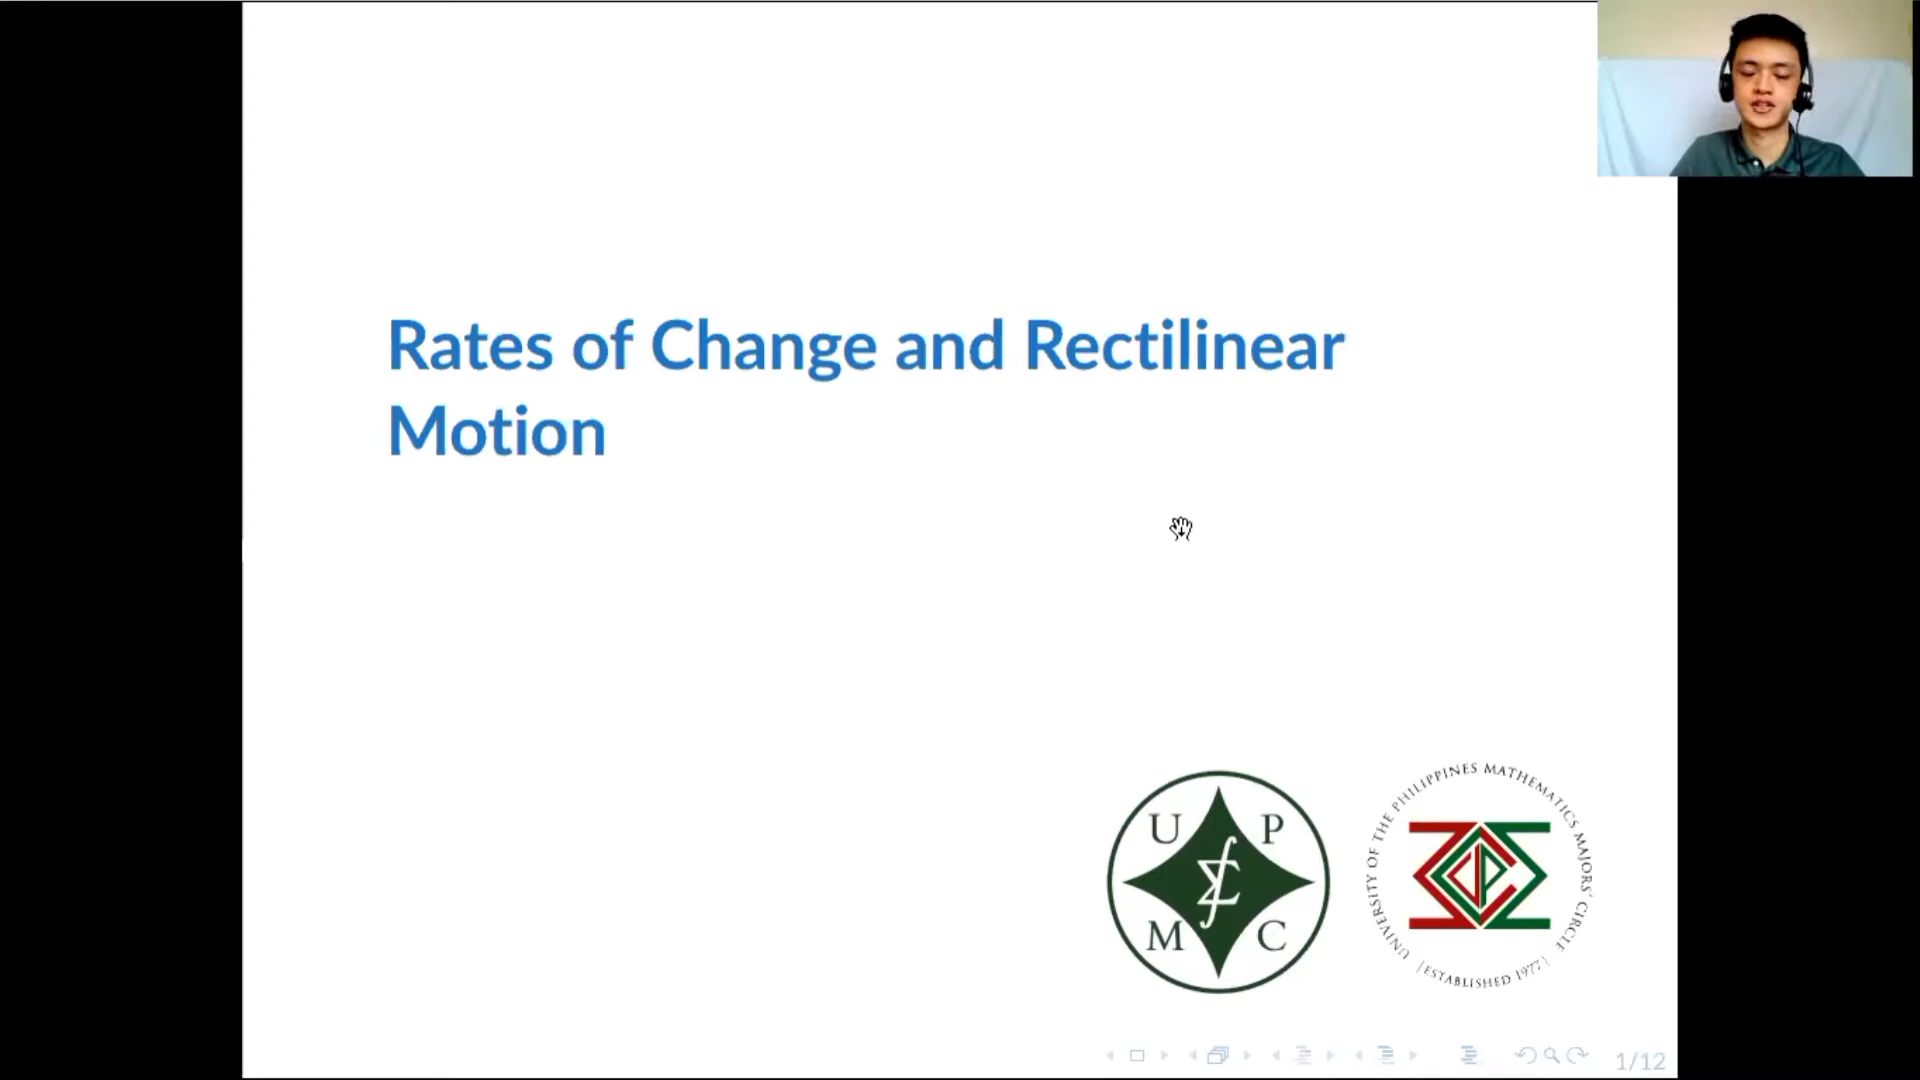 Rates of Change and Rectilinear
Motion
U P
M C
UNIVERSITY OF THE PHILIPPINES MATHEMATICS MAJORS' CIRCLE
ESTABLISHED 1977
1/12